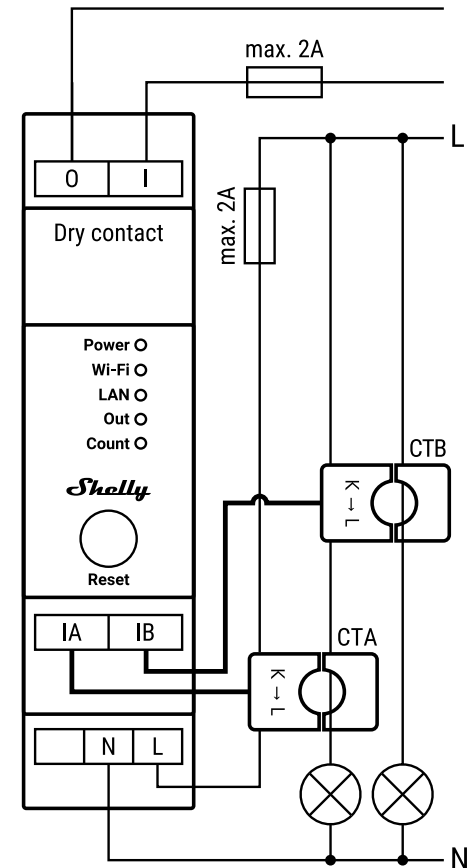 max. 2A
L
O I
max. 2A
Dry contact
Power
Wi-Fi
LAN
Out
Count
CTB
K → L
Shelly
Reset
IA IB
CTA
K → L
N L
N